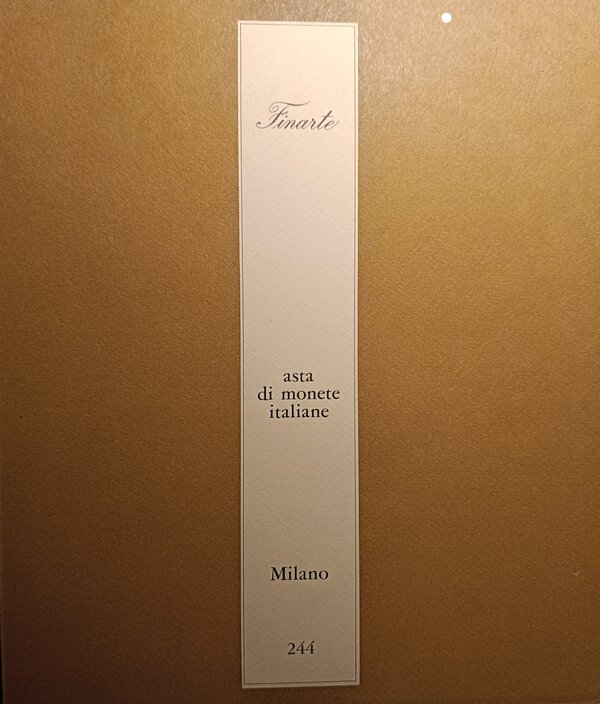 Finarte
asta
di monete
italiane
Milano
244